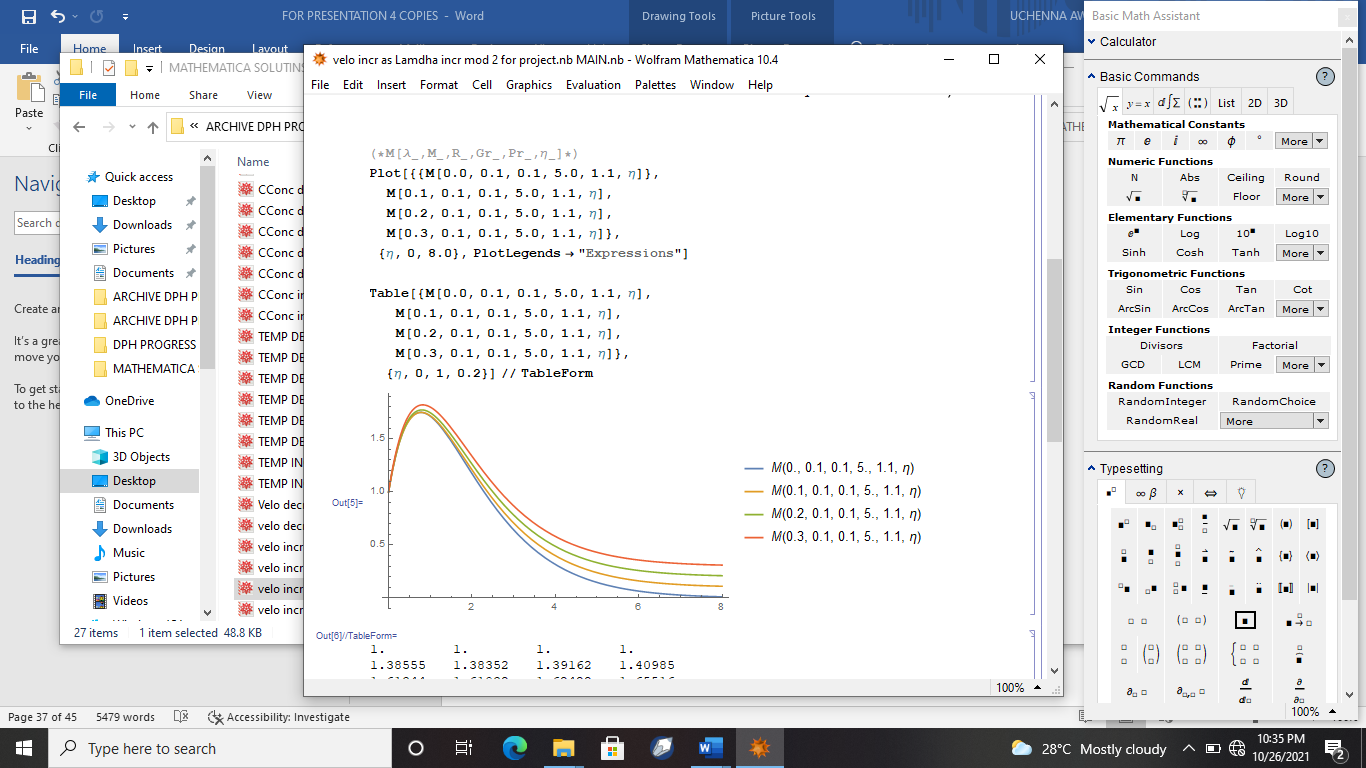 FOR PRESENTATION 4 COPIES - Word
Drawing Tools
Picture Tools
UCHENNA AW
File
Home
Insert
Design
Layout
Paste
Navig
Search d
Heading
Create an
It's a grea
move yo
To get sta
to the he
MATHEMATICA SOLUTINS
File
Home
Share
View
« ARCHIVE DPH PRO
Quick access
Desktop
Downloads
Pictures
Documents
ARCHIVE DPH P
ARCHIVE DPH P
DPH PROGRESS
MATHEMATICA
OneDrive
This PC
3D Objects
Desktop
Documents
Downloads
Music
Pictures
Videos
Name
CConc d
CConc d
CConc d
CConc d
CConc d
CConc in
CConc in
TEMP DE
TEMP DE
TEMP DE
TEMP DE
TEMP DE
TEMP DE
TEMP IN
TEMP IN
Velo decr
velo decr
velo incr
velo incr
velo incr
velo incr
27 items 1 item selected 48.8 KB
velo incr as Lamdha incr mod 2 for project.nb MAIN.nb - Wolfram Mathematica 10.4
File Edit Insert Format Cell Graphics Evaluation Palettes Window Help
(*M[λ_,M_,R_,Gr_,Pr_,η_]*)
Plot[{{M[0.0, 0.1, 0.1, 5.0, 1.1, η]},
M[0.1, 0.1, 0.1, 5.0, 1.1, η],
M[0.2, 0.1, 0.1, 5.0, 1.1, η],
M[0.3, 0.1, 0.1, 5.0, 1.1, η]},
{η, 0, 8.0}, PlotLegends → "Expressions"]
Table[{M[0.0, 0.1, 0.1, 5.0, 1.1, η],
M[0.1, 0.1, 0.1, 5.0, 1.1, η],
M[0.2, 0.1, 0.1, 5.0, 1.1, η],
M[0.3, 0.1, 0.1, 5.0, 1.1, η]},
{η, 0, 1, 0.2}] // TableForm
Out[5]=
1.5
1.0
0.5
2 4 6 8
M(0., 0.1, 0.1, 5., 1.1, η)
M(0.1, 0.1, 0.1, 5., 1.1, η)
M(0.2, 0.1, 0.1, 5., 1.1, η)
M(0.3, 0.1, 0.1, 5., 1.1, η)
Out[6]//TableForm=
1. 1. 1. 1.
1.38555 1.38352 1.39162 1.40985
100%
Basic Math Assistant
Calculator
Basic Commands
?
√x y = x d∫Σ List 2D 3D
Mathematical Constants
π e i ∞ ϕ ° More
Numeric Functions
N Abs Ceiling Round
Floor More
Elementary Functions
e■ Log 10■ Log10
Sinh Cosh Tanh More
Trigonometric Functions
Sin Cos Tan Cot
ArcSin ArcCos ArcTan More
Integer Functions
Divisors Factorial
GCD LCM Prime More
Random Functions
RandomInteger RandomChoice
RandomReal More
Typesetting
?
∞ β
100%
Page 37 of 45 5479 words Accessibility: Investigate
Type here to search
28°C Mostly cloudy
10:35 PM
10/26/2021
2